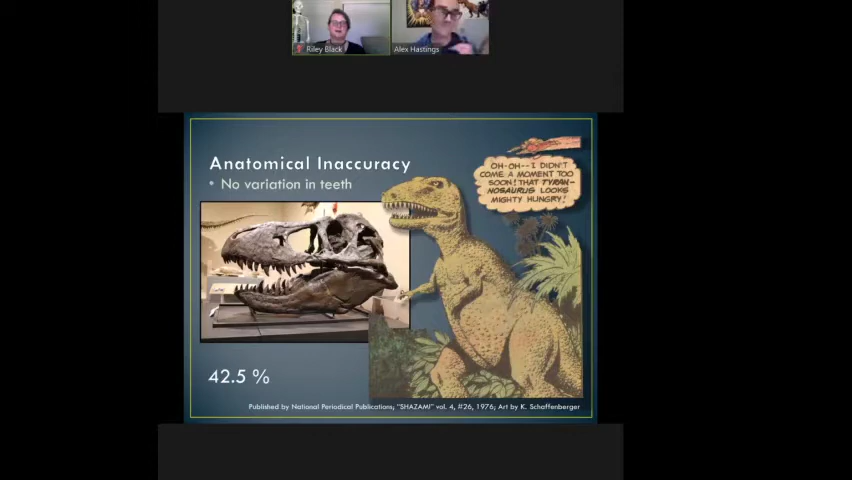 Riley Black
Alex Hastings
Anatomical Inaccuracy
• No variation in teeth
OH-OH--I DIDN'T
COME A MOMENT TOO
SOON! THAT TYRAN-
NOSAURUS LOOKS
MIGHTY HUNGRY!
42.5 %
Published by National Periodical Publications; "SHAZAM!" vol. 4, #26, 1976; Art by K. Schaffenberger